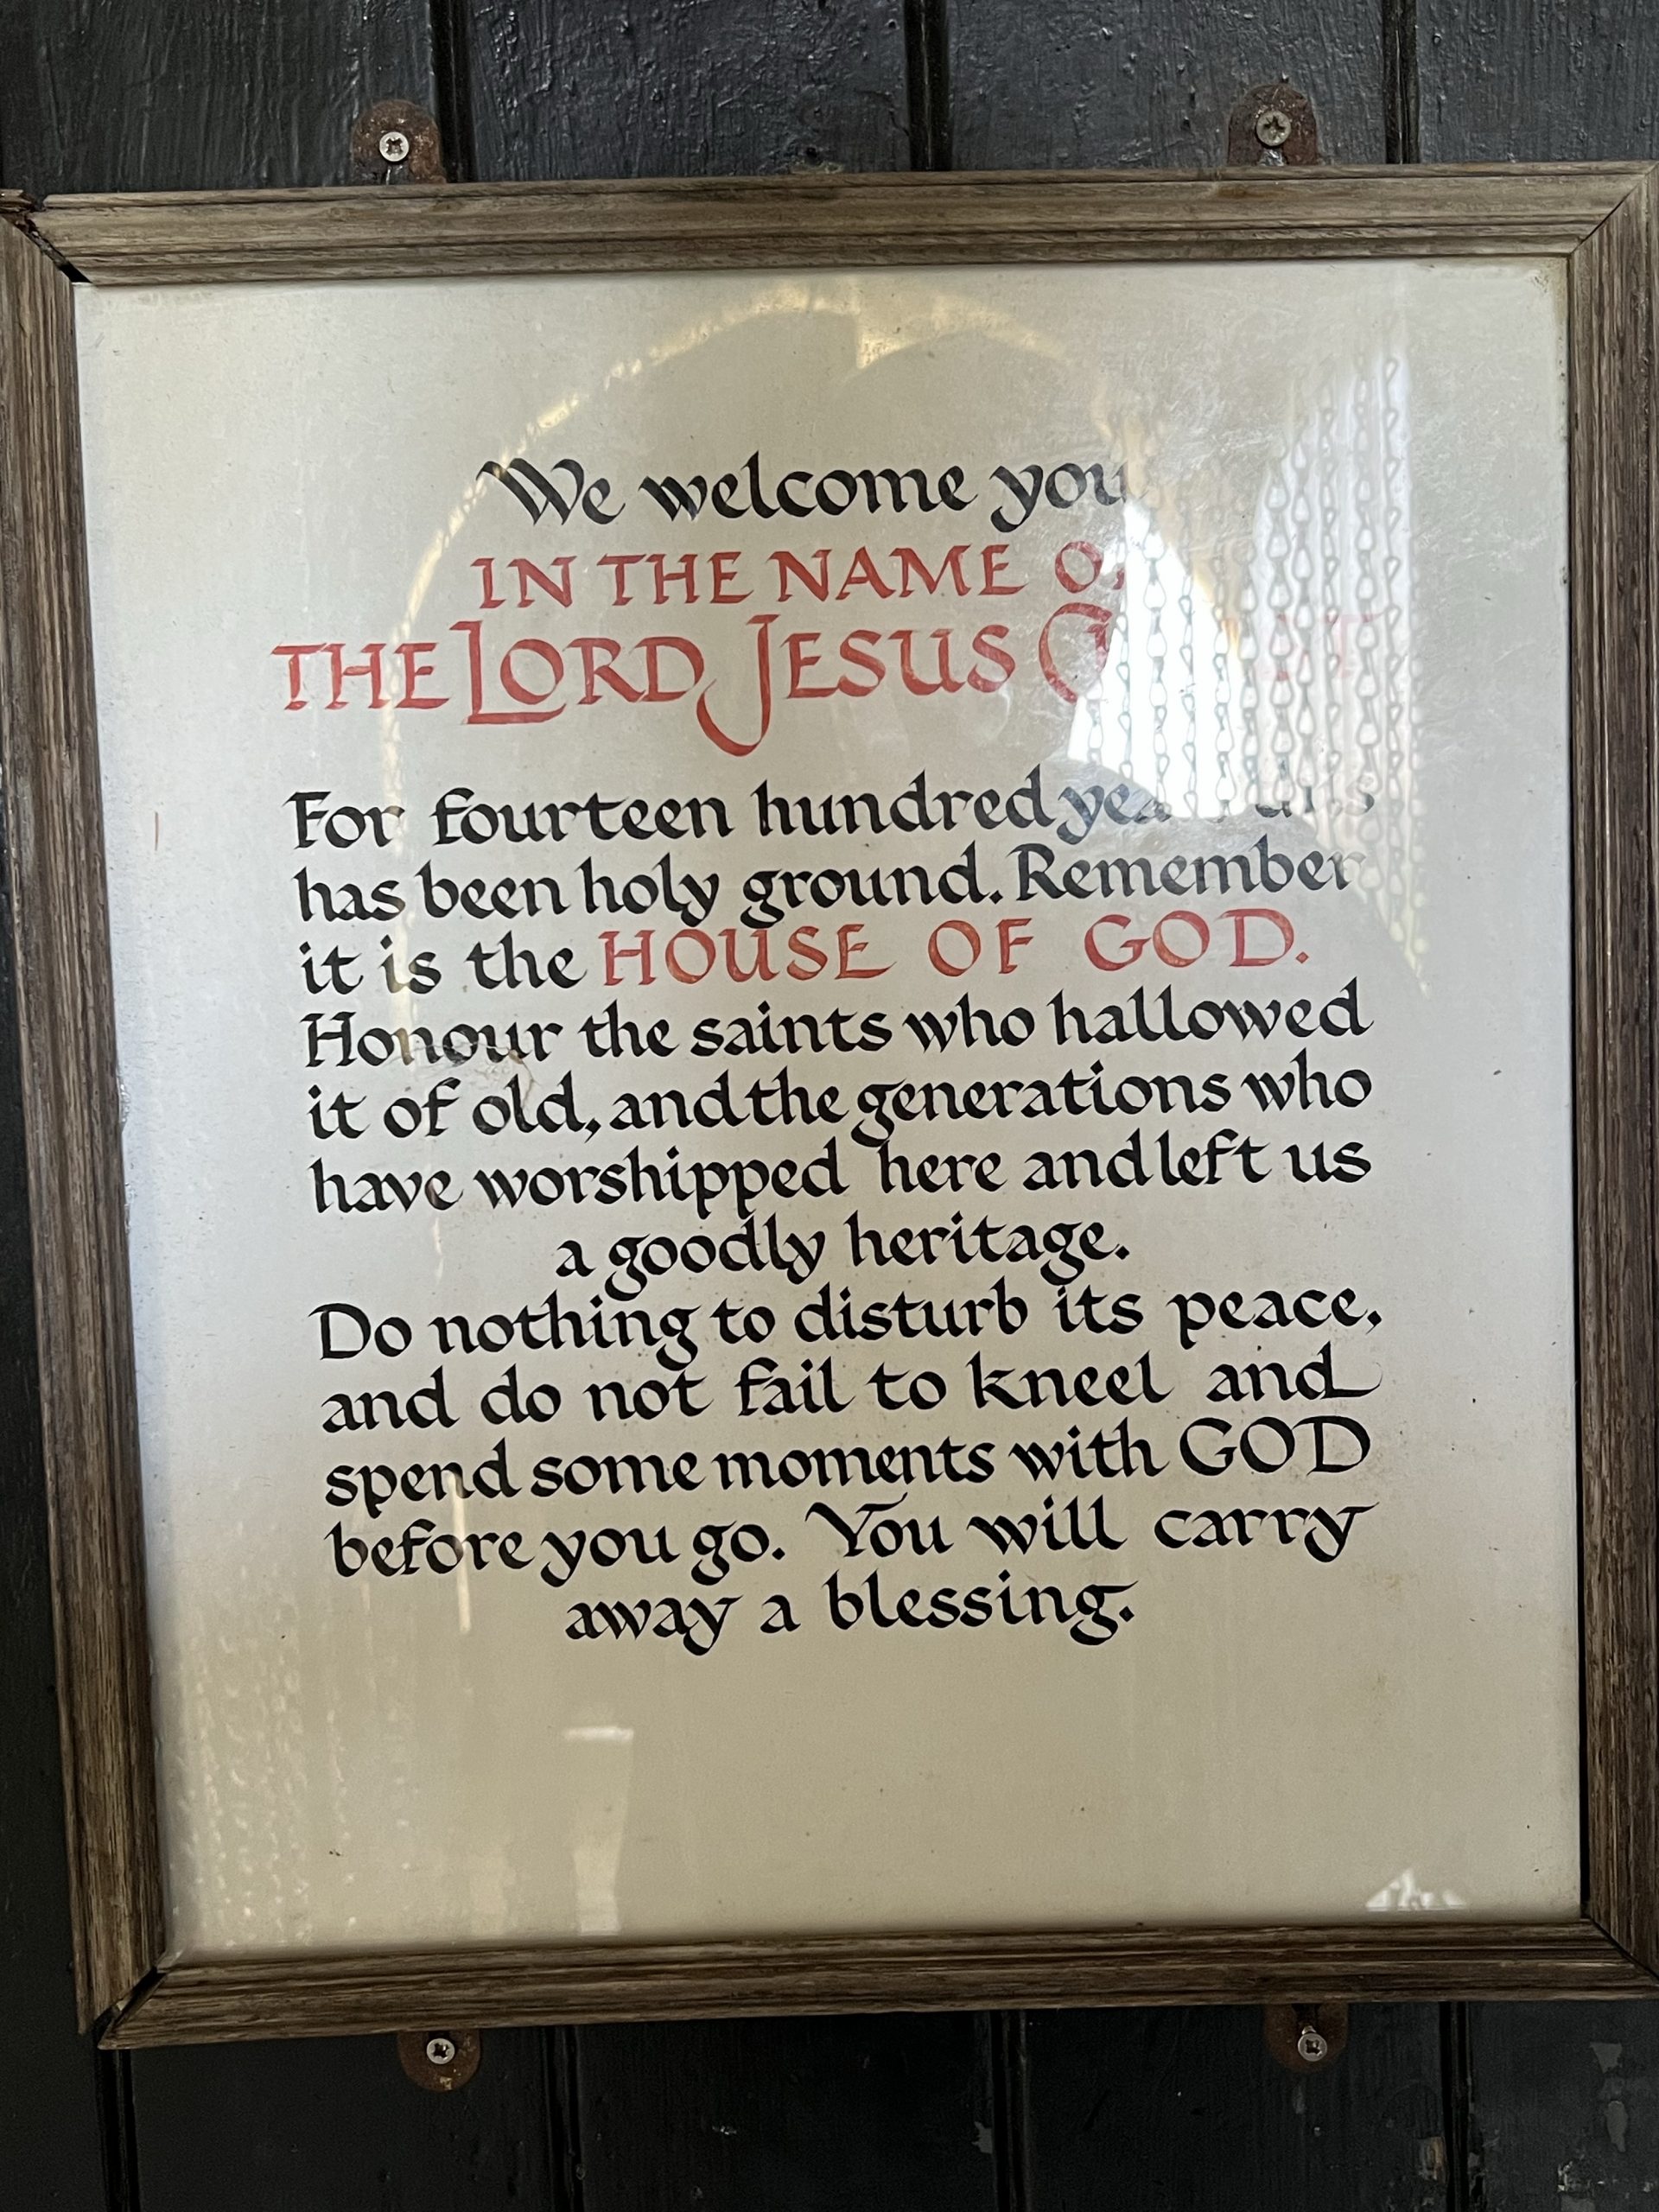 We welcome you
IN THE NAME
THE LORD JESUS
For fourteen hundred
has been holy ground. Remember
it is the HOUSE OF GOD.
Honour the saints who hallowed
it of old, and the generations who
have worshipped here and left us
a goodly heritage.
Do nothing to disturb its peace,
and do not fail to kneel and
spend some moments with GOD
before you go. You will carry
away a blessing.